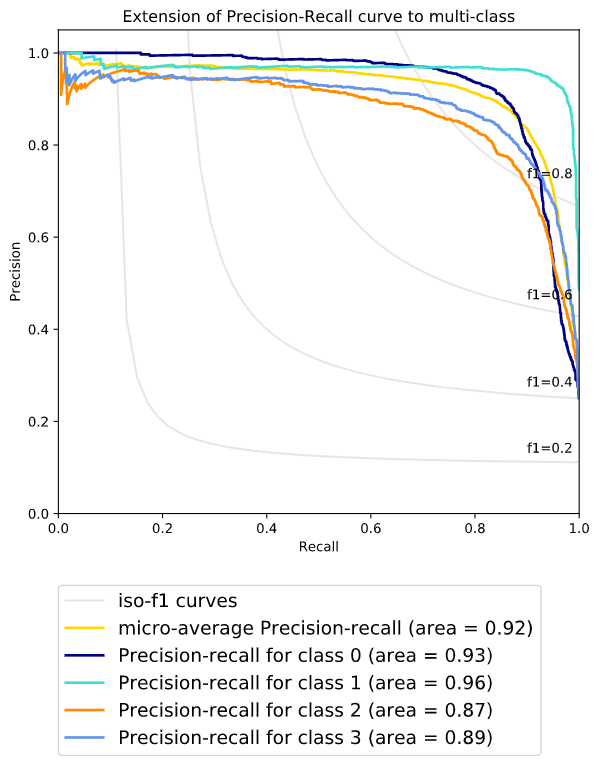 Extension of Precision-Recall curve to multi-class
1.0
0.8
0.6
0.4
0.2
0.0
Precision
f1=0.8
f1=0.6
f1=0.4
f1=0.2
0.0 0.2 0.4 0.6 0.8 1.0
Recall
iso-f1 curves
micro-average Precision-recall (area = 0.92)
Precision-recall for class 0 (area = 0.93)
Precision-recall for class 1 (area = 0.96)
Precision-recall for class 2 (area = 0.87)
Precision-recall for class 3 (area = 0.89)